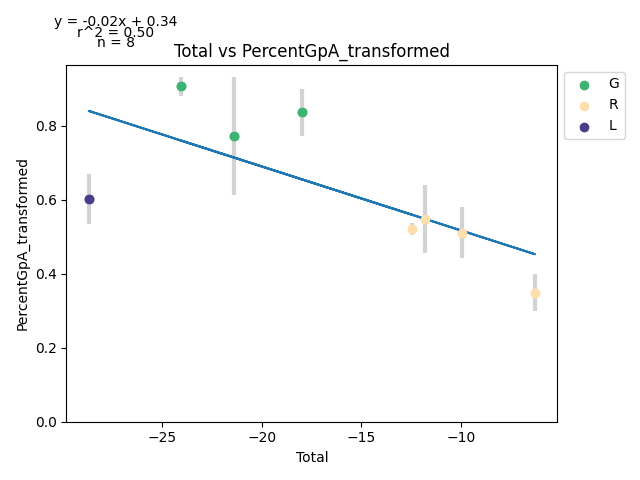 y = -0.02x + 0.34
r^2 = 0.50
n = 8
Total vs PercentGpA_transformed
G
R
L
PercentGpA_transformed
0.8
0.6
0.4
0.2
0.0
−25
−20
−15
−10
Total